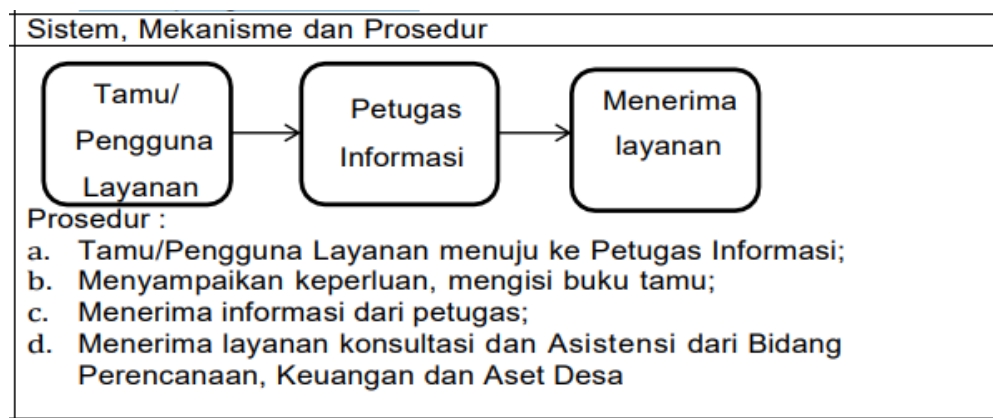 Sistem, Mekanisme dan Prosedur
Tamu/
Pengguna
Layanan
Petugas
Informasi
Menerima
layanan
Prosedur :
a. Tamu/Pengguna Layanan menuju ke Petugas Informasi;
b. Menyampaikan keperluan, mengisi buku tamu;
c. Menerima informasi dari petugas;
d. Menerima layanan konsultasi dan Asistensi dari Bidang
Perencanaan, Keuangan dan Aset Desa